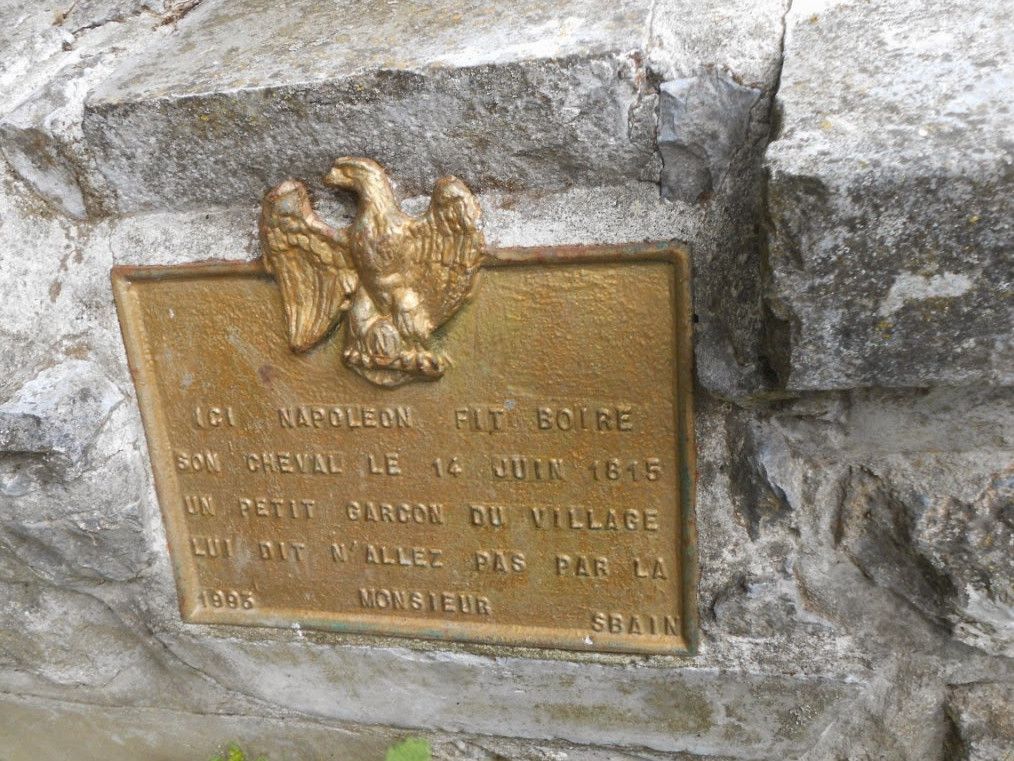 ICI NAPOLEON FIT BOIRE
SON CHEVAL LE 14 JUIN 1815
UN PETIT GARCON DU VILLAGE
LUI DIT N'ALLEZ PAS PAR LA
1993 MONSIEUR SBAIN